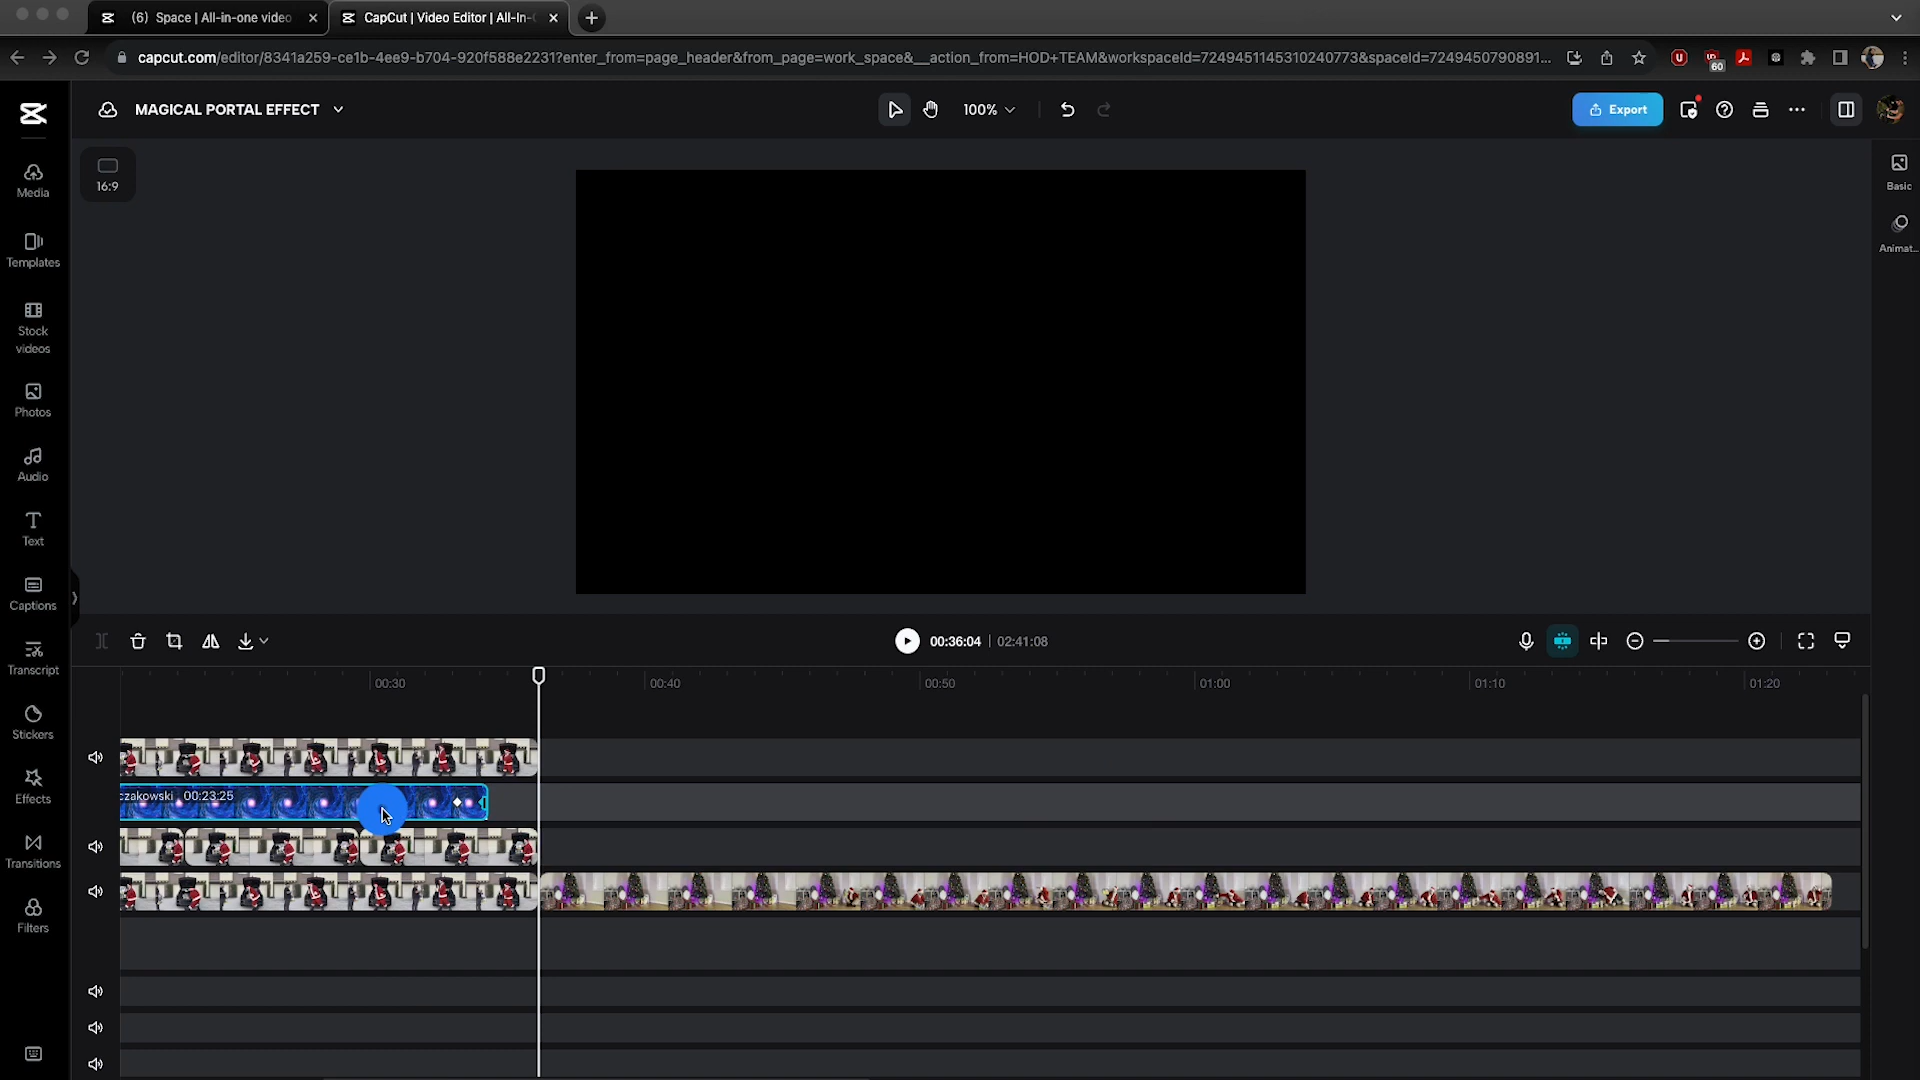 (6) Space | All-in-one video
CapCut | Video Editor | All-In-
capcut.com/editor/8341a259-ce1b-4ee9-b704-920f588e2231?enter_from=page_header&from_page=work_space&__action_from=HOD+TEAM&workspaceId=7249451145310240773&spaceId=7249450790891...
60
MAGICAL PORTAL EFFECT
100%
Export
16:9
Media
Templates
Stock
videos
Photos
Audio
Text
Captions
Transcript
Stickers
Effects
Transitions
Filters
Basic
Animat...
00:36:04 | 02:41:08
00:30
00:40
00:50
01:00
01:10
01:20
czakowski 00:23:25